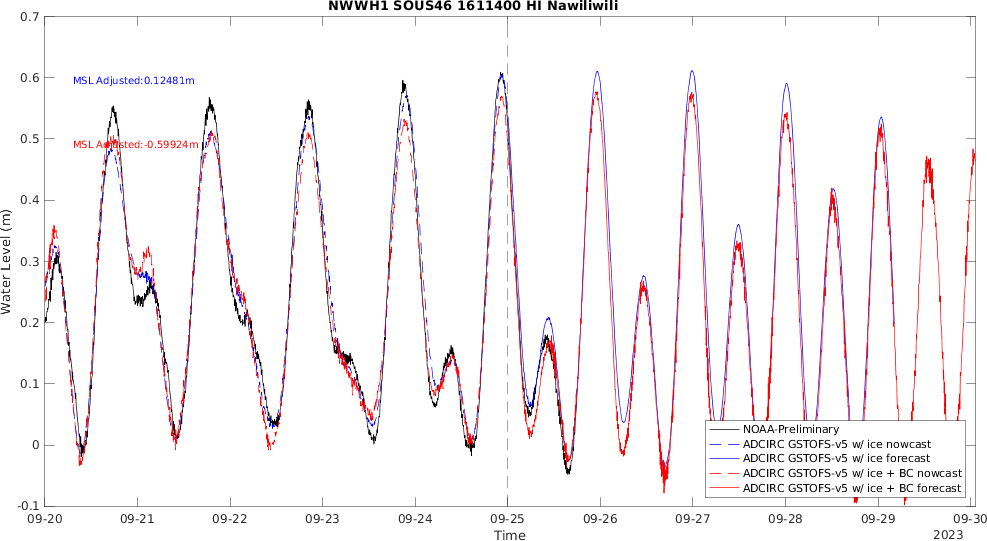 NWWH1 SOUS46 1611400 HI Nawiliwili
0.7
0.6
0.5
0.4
0.3
0.2
0.1
0
-0.1
Water Level (m)
MSL Adjusted:0.12481m
MSL Adjusted:-0.59924m
NOAA-Preliminary
ADCIRC GSTOFS-v5 w/ ice nowcast
ADCIRC GSTOFS-v5 w/ ice forecast
ADCIRC GSTOFS-v5 w/ ice + BC nowcast
ADCIRC GSTOFS-v5 w/ ice + BC forecast
09-20 09-21 09-22 09-23 09-24 09-25 09-26 09-27 09-28 09-29 09-30
Time
2023